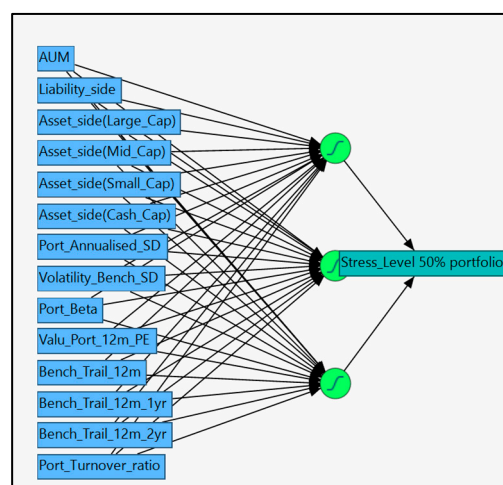 AUM
Liability_side
Asset_side(Large_Cap)
Asset_side(Mid_Cap)
Asset_side(Small_Cap)
Asset_side(Cash_Cap)
Port_Annualised_SD
Volatility_Bench_SD
Port_Beta
Valu_Port_12m_PE
Bench_Trail_12m
Bench_Trail_12m_1yr
Bench_Trail_12m_2yr
Port_Turnover_ratio
Stress_Level 50% portfolio